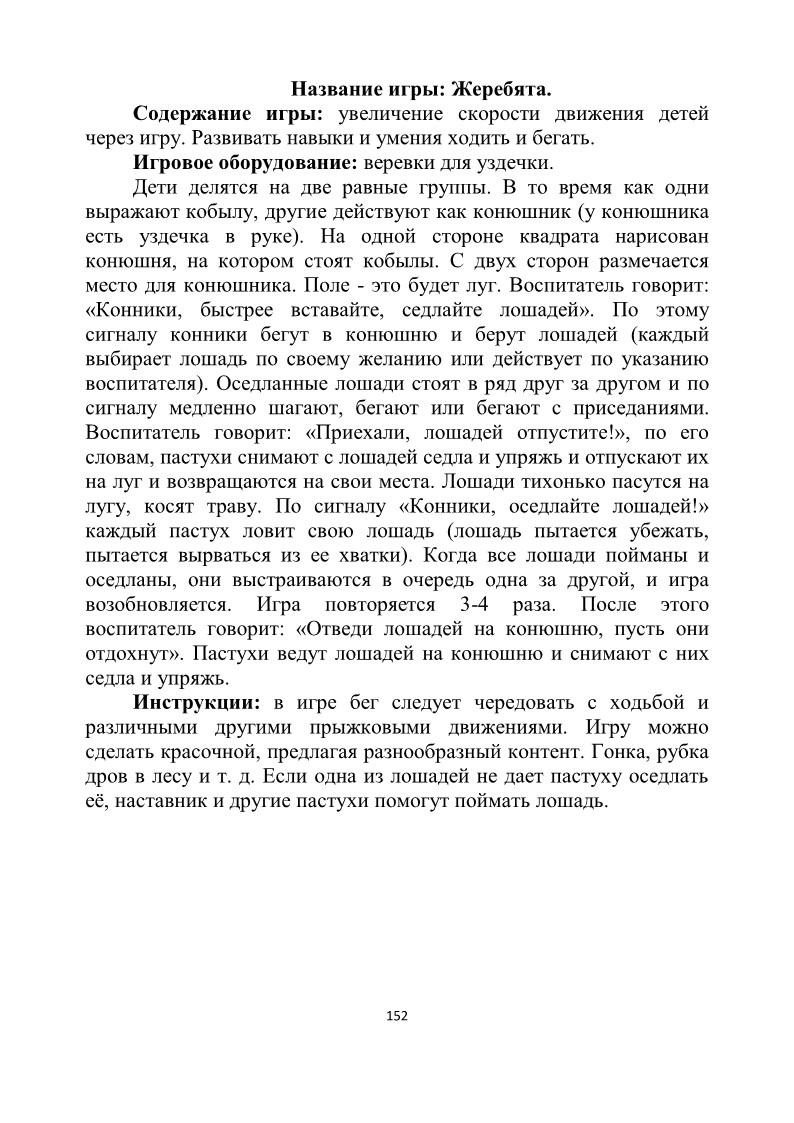 Название игры: Жеребята.
Содержание игры: увеличение скорости движения детей
через игру. Развивать навыки и умения ходить и бегать.
Игровое оборудование: веревки для уздечки.
Дети делятся на две равные группы. В то время как одни
выражают кобылу, другие действуют как конюшник (у конюшника
есть уздечка в руке). На одной стороне квадрата нарисован
конюшня, на котором стоят кобылы. С двух сторон размечается
место для конюшника. Поле - это будет луг. Воспитатель говорит:
«Конники, быстрее вставайте, седлайте лошадей». По этому
сигналу конники бегут в конюшню и берут лошадей (каждый
выбирает лошадь по своему желанию или действует по указанию
воспитателя). Оседланные лошади стоят в ряд друг за другом и по
сигналу медленно шагают, бегают или бегают с приседаниями.
Воспитатель говорит: «Приехали, лошадей отпустите!», по его
словам, пастухи снимают с лошадей седла и упряжь и отпускают их
на луг и возвращаются на свои места. Лошади тихонько пасутся на
лугу, косят траву. По сигналу «Конники, оседлайте лошадей!»
каждый пастух ловит свою лошадь (лошадь пытается убежать,
пытается вырваться из ее хватки). Когда все лошади пойманы и
оседланы, они выстраиваются в очередь одна за другой, и игра
возобновляется. Игра повторяется 3-4 раза. После этого
воспитатель говорит: «Отведи лошадей на конюшню, пусть они
отдохнут». Пастухи ведут лошадей на конюшню и снимают с них
седла и упряжь.
Инструкции: в игре бег следует чередовать с ходьбой и
различными другими прыжковыми движениями. Игру можно
сделать красочной, предлагая разнообразный контент. Гонка, рубка
дров в лесу и т. д. Если одна из лошадей не дает пастуху оседлать
её, наставник и другие пастухи помогут поймать лошадь.
152